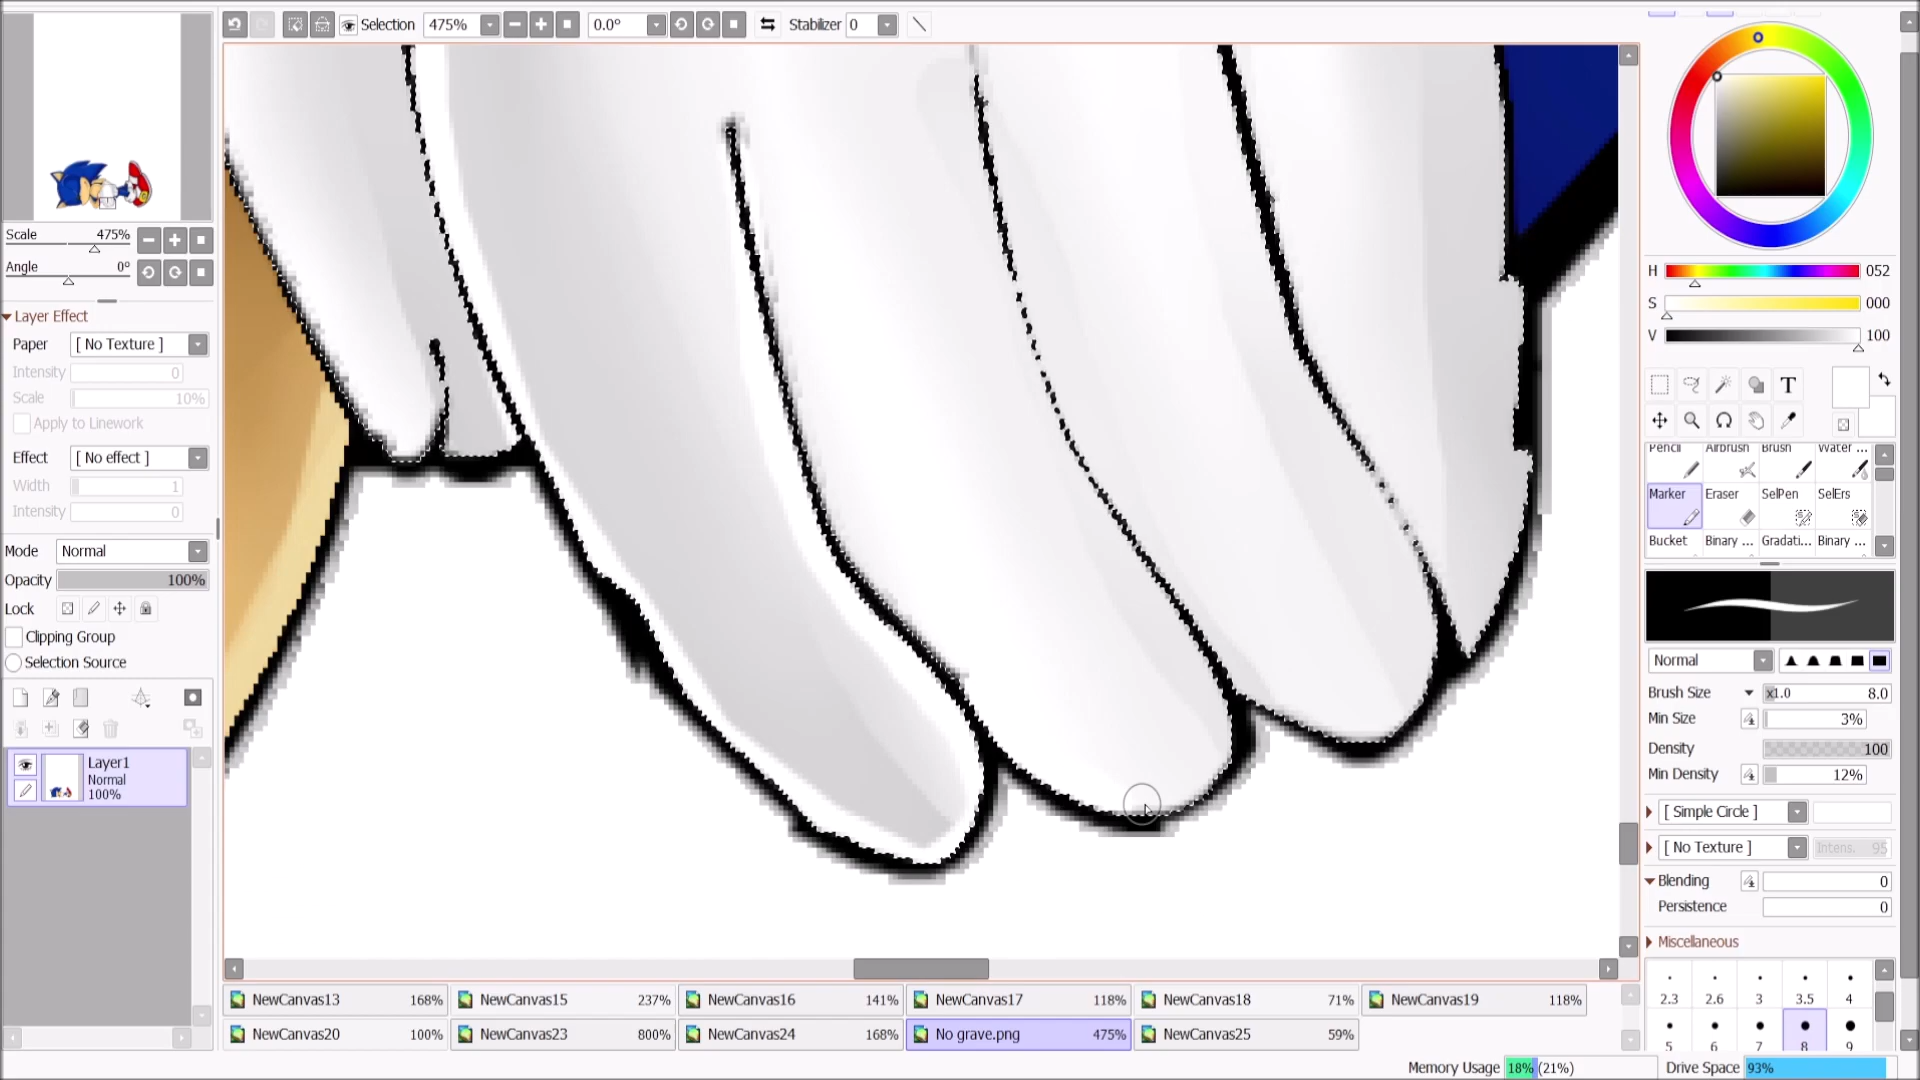 Selection 475% 0.0° Stabilizer 0
Scale 475%
Angle 0°
Layer Effect
Paper [ No Texture ]
Intensity 0
Scale 10%
Apply to Linework
Effect [ No effect ]
Width 1
Intensity 0
Mode Normal
Opacity 100%
Lock
Clipping Group
Selection Source
Layer1
Normal
100%
H 052
S 000
V 100
T
Pencil Airbrush Brush Water ...
Marker Eraser SelPen SelErs
Bucket Binary ... Gradati... Binary ...
Normal
Brush Size x1.0 8.0
Min Size 3%
Density 100
Min Density 12%
[ Simple Circle ]
[ No Texture ] Intens. 95
Blending 0
Persistence 0
Miscellaneous
2.3 2.6 3 3.5 4
5 6 7 8 9
NewCanvas13 168% NewCanvas15 237% NewCanvas16 141% NewCanvas17 118% NewCanvas18 71% NewCanvas19 118%
NewCanvas20 100% NewCanvas23 800% NewCanvas24 168% No grave.png 475% NewCanvas25 59%
Memory Usage 18% (21%) Drive Space 93%